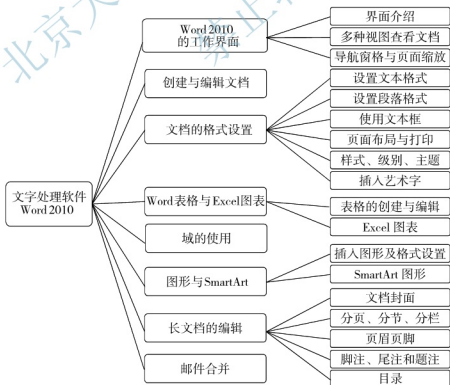 北京
禁止
Word 2010
的工作界面
界面介绍
多种视图查看文档
导航窗格与页面缩放
创建与编辑文档
文档的格式设置
设置文本格式
设置段落格式
使用文本框
页面布局与打印
样式、级别、主题
插入艺术字
文字处理软件
Word 2010
Word表格与Excel图表
表格的创建与编辑
Excel 图表
域的使用
图形与SmartArt
插入图形及格式设置
SmartArt 图形
长文档的编辑
文档封面
分页、分节、分栏
页眉页脚
脚注、尾注和题注
目录
邮件合并